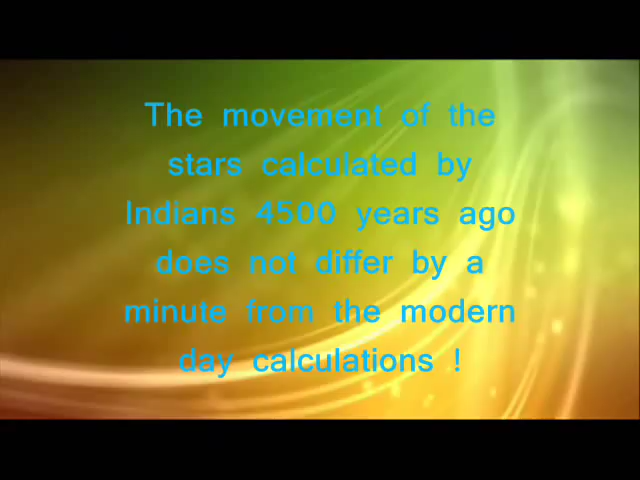 The movement of the
stars calculated by
Indians 4500 years ago
does not differ by a
minute from the modern
day calculations !